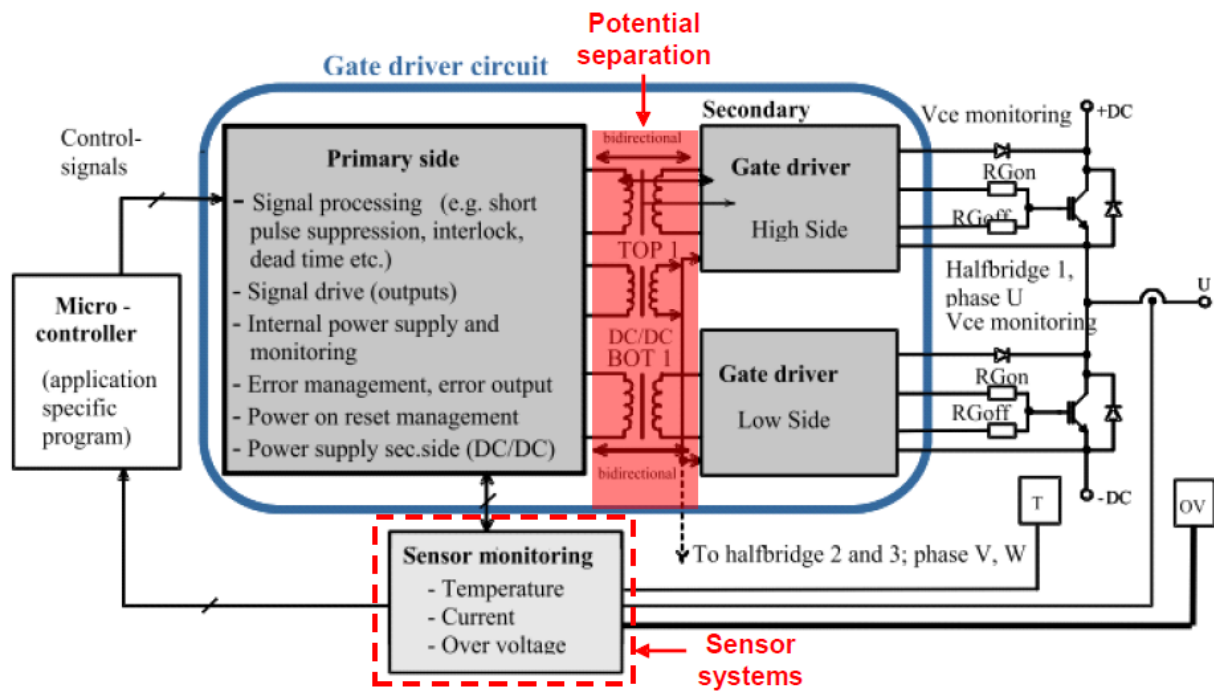 Potential
separation
Gate driver circuit
Control-
signals
Primary side
- Signal processing (e.g. short
pulse suppression, interlock,
dead time etc.)
- Signal drive (outputs)
- Internal power supply and
monitoring
- Error management, error output
- Power on reset management
- Power supply sec.side (DC/DC)
bidirectional
TOP 1
DC/DC
BOT 1
bidirectional
Secondary
Gate driver
High Side
Gate driver
Low Side
Vce monitoring
+DC
RGon
RGoff
Halfbridge 1,
phase U
Vce monitoring
U
RGon
RGoff
-DC
T
OV
Micro -
controller
(application
specific
program)
To halfbridge 2 and 3; phase V, W
Sensor monitoring
- Temperature
- Current
- Over voltage
Sensor
systems